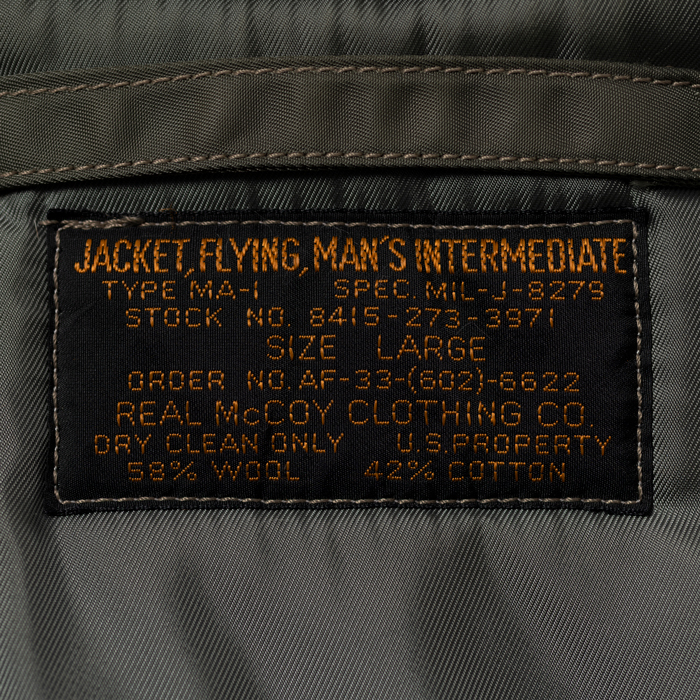 JACKET, FLYING, MAN'S INTERMEDIATE
TYPE MA-1 SPEC. MIL-J-8279
STOCK NO. 8415-273-3971
SIZE LARGE
ORDER NO. AF-33-(602)-6622
REAL McCOY CLOTHING CO.
DRY CLEAN ONLY U.S. PROPERTY
58% WOOL 42% COTTON